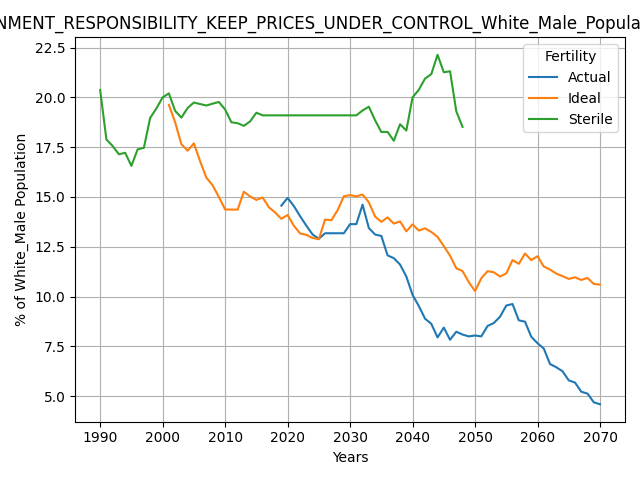 NMENT_RESPONSIBILITY_KEEP_PRICES_UNDER_CONTROL_White_Male_Popula
Fertility
Actual
Ideal
Sterile
% of White_Male Population
22.5
20.0
17.5
15.0
12.5
10.0
7.5
5.0
1990 2000 2010 2020 2030 2040 2050 2060 2070
Years